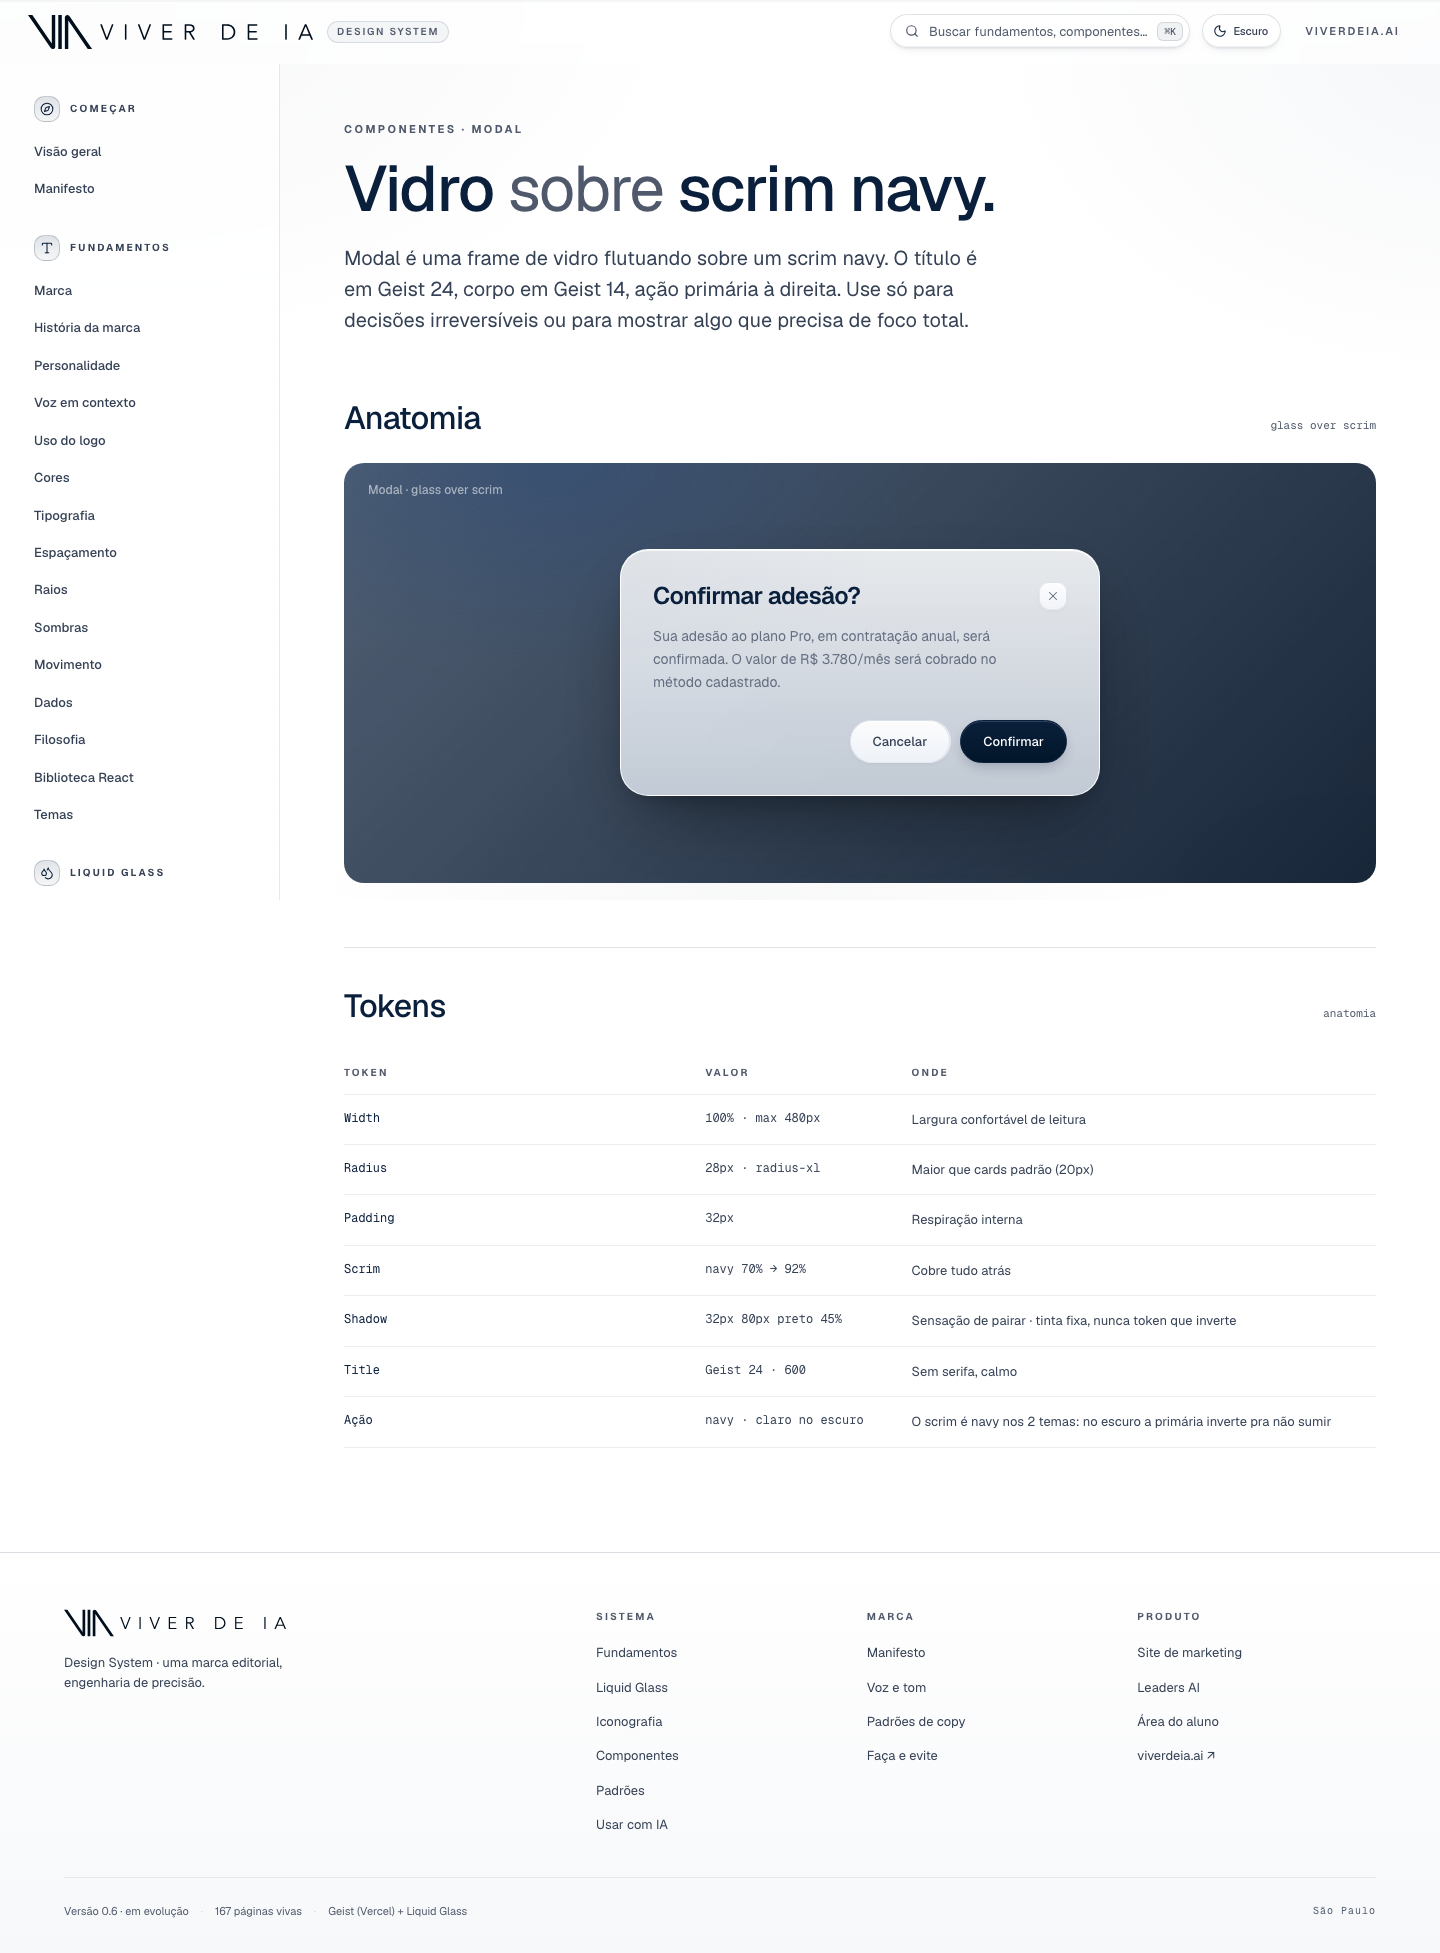 VIVER DE IA
DESIGN SYSTEM
Buscar fundamentos, componentes...
⌘K
Escuro
VIVERDEIA.AI
COMEÇAR
Visão geral
Manifesto
FUNDAMENTOS
Marca
História da marca
Personalidade
Voz em contexto
Uso do logo
Cores
Tipografia
Espaçamento
Raios
Sombras
Movimento
Dados
Filosofia
Biblioteca React
Temas
LIQUID GLASS
COMPONENTES · MODAL
Vidro sobre scrim navy.
Modal é uma frame de vidro flutuando sobre um scrim navy. O título é
em Geist 24, corpo em Geist 14, ação primária à direita. Use só para
decisões irreversíveis ou para mostrar algo que precisa de foco total.
Anatomia
glass over scrim
Modal · glass over scrim
Confirmar adesão?
Sua adesão ao plano Pro, em contratação anual, será
confirmada. O valor de R$ 3.780/mês será cobrado no
método cadastrado.
Cancelar
Confirmar
Tokens
anatomia
TOKEN VALOR ONDE
Width 100% · max 480px Largura confortável de leitura
Radius 28px · radius-xl Maior que cards padrão (20px)
Padding 32px Respiração interna
Scrim navy 70% → 92% Cobre tudo atrás
Shadow 32px 80px preto 45% Sensação de pairar · tinta fixa, nunca token que inverte
Title Geist 24 · 600 Sem serifa, calmo
Ação navy · claro no escuro O scrim é navy nos 2 temas: no escuro a primária inverte pra não sumir
VIVER DE IA
Design System · uma marca editorial,
engenharia de precisão.
SISTEMA
Fundamentos
Liquid Glass
Iconografia
Componentes
Padrões
Usar com IA
MARCA
Manifesto
Voz e tom
Padrões de copy
Faça e evite
PRODUTO
Site de marketing
Leaders AI
Área do aluno
viverdeia.ai ↗
Versão 0.6 · em evolução · 167 páginas vivas · Geist (Vercel) + Liquid Glass
São Paulo